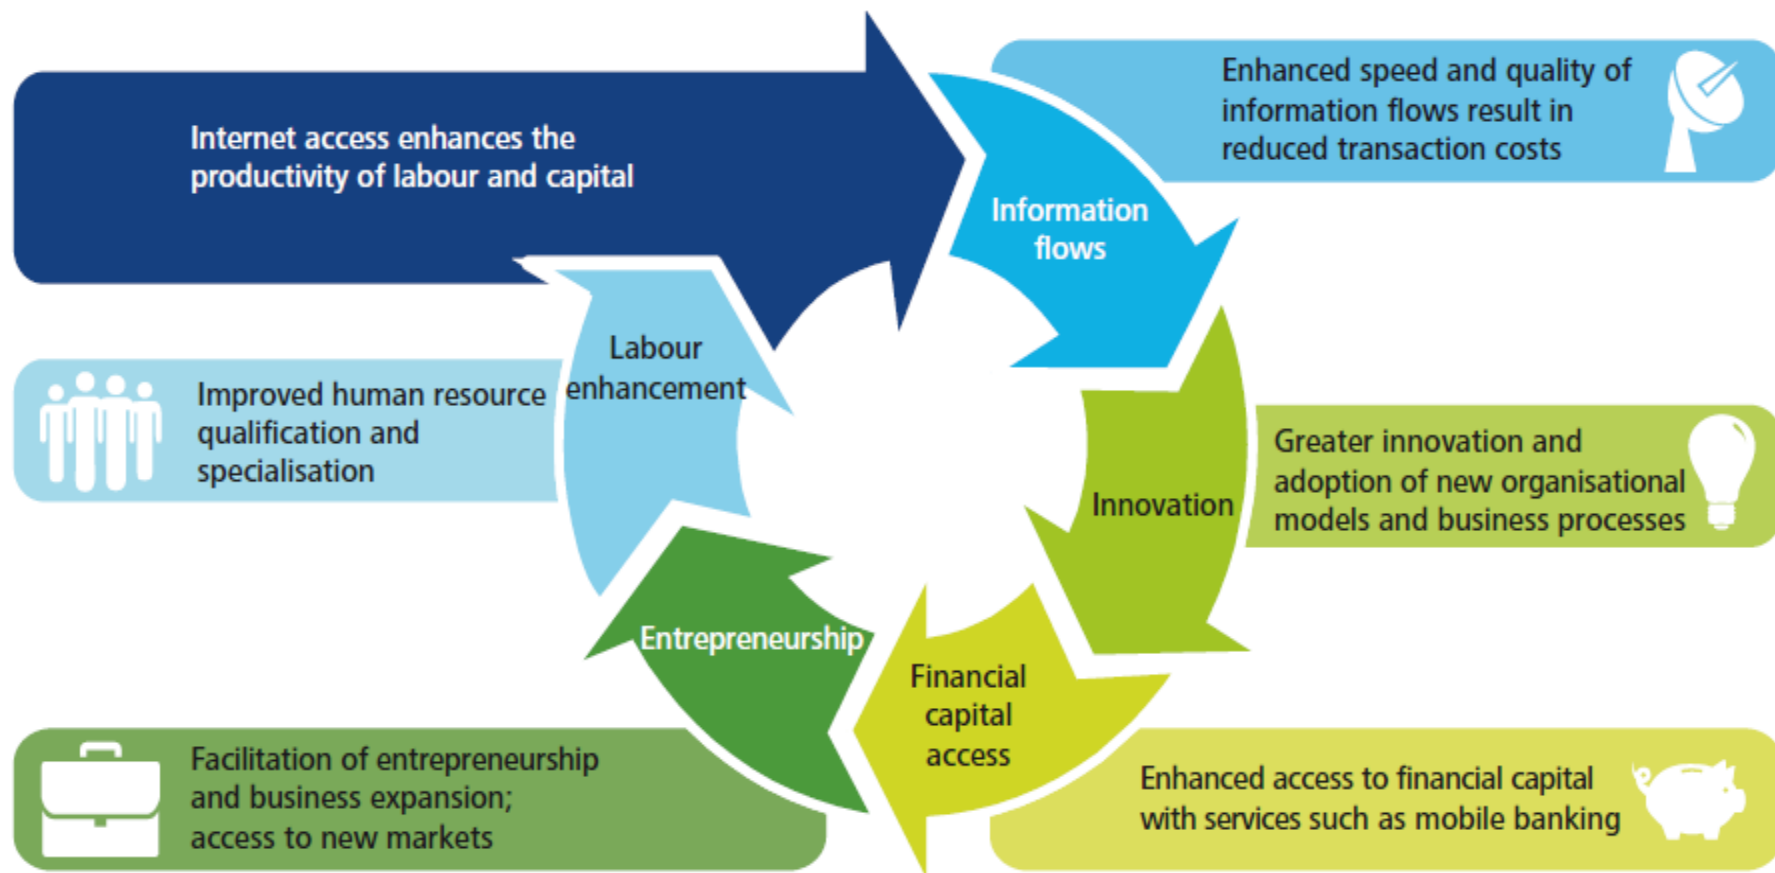 Internet access enhances the
productivity of labour and capital
Enhanced speed and quality of
information flows result in
reduced transaction costs
Information
flows
Greater innovation and
adoption of new organisational
models and business processes
Innovation
Enhanced access to financial capital
with services such as mobile banking
Financial
capital
access
Entrepreneurship
Facilitation of entrepreneurship
and business expansion;
access to new markets
Labour
enhancement
Improved human resource
qualification and
specialisation